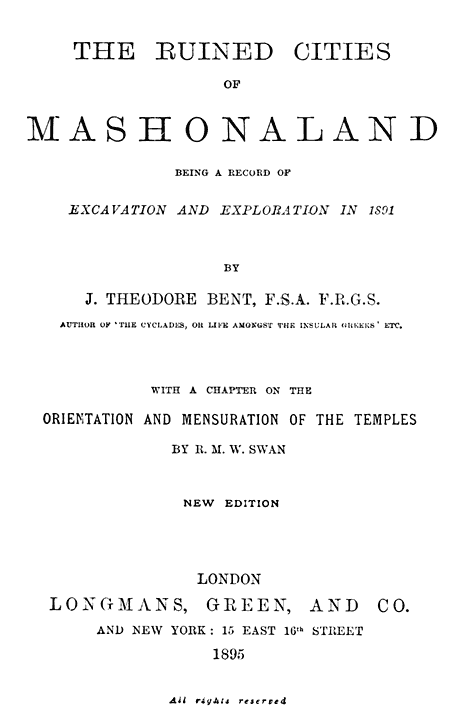 THE RUINED CITIES
OF
MASHONALAND
BEING A RECORD OF
EXCAVATION AND EXPLORATION IN 1891
BY
J. THEODORE BENT, F.S.A. F.R.G.S.
AUTHOR OF 'THE CYCLADES, OR LIFE AMONGST THE INSULAR GREEKS' ETC.
WITH A CHAPTER ON THE
ORIENTATION AND MENSURATION OF THE TEMPLES
BY R. M. W. SWAN
NEW EDITION
LONDON
LONGMANS, GREEN, AND CO.
AND NEW YORK: 15 EAST 16th STREET
1895
All rights reserved